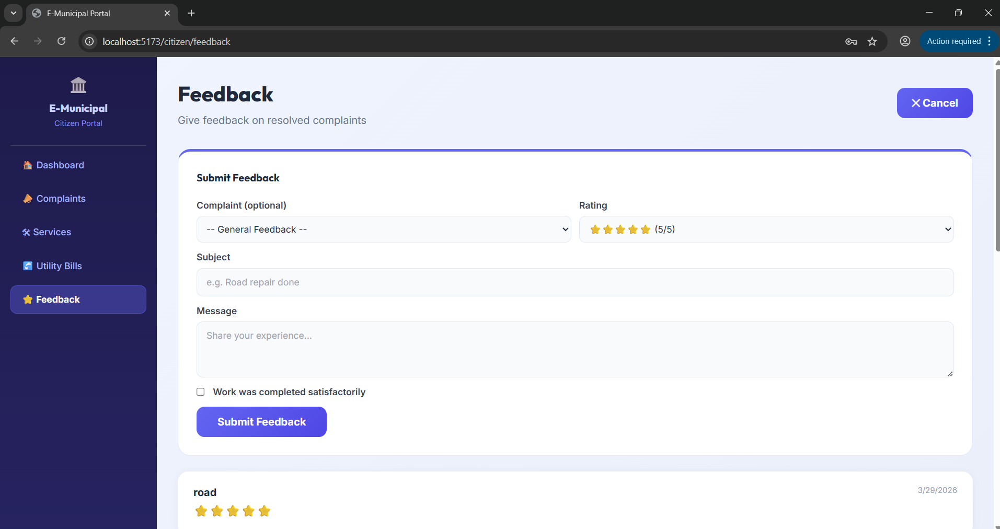 E-Municipal Portal
localhost:5173/citizen/feedback
Action required
E-Municipal
Citizen Portal
Dashboard
Complaints
Services
Utility Bills
Feedback
Feedback
Give feedback on resolved complaints
Cancel
Submit Feedback
Complaint (optional)
Rating
-- General Feedback --
(5/5)
Subject
e.g. Road repair done
Message
Share your experience...
Work was completed satisfactorily
Submit Feedback
road
3/29/2026